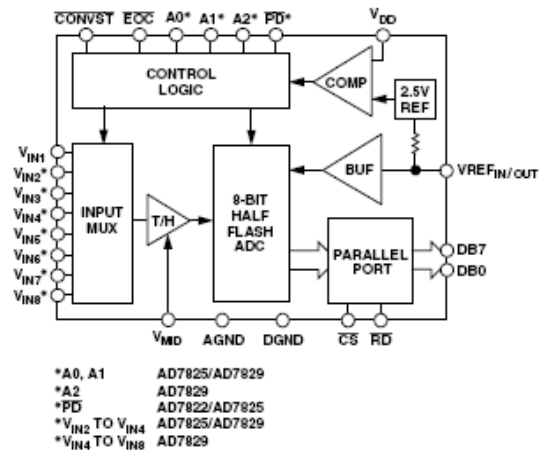 CONVST EOC A0* A1* A2* PD* VDD
CONTROL
LOGIC
COMP
2.5V
REF
VIN1
VIN2*
VIN3*
VIN4*
VIN5*
VIN6*
VIN7*
VIN8*
INPUT
MUX
T/H
8-BIT
HALF
FLASH
ADC
BUF
VREFIN/OUT
PARALLEL
PORT
DB7
DB0
VMID AGND DGND CS RD
*A0, A1 AD7825/AD7829
*A2 AD7829
*PD AD7822/AD7825
*VIN2 TO VIN4 AD7825/AD7829
*VIN4 TO VIN8 AD7829